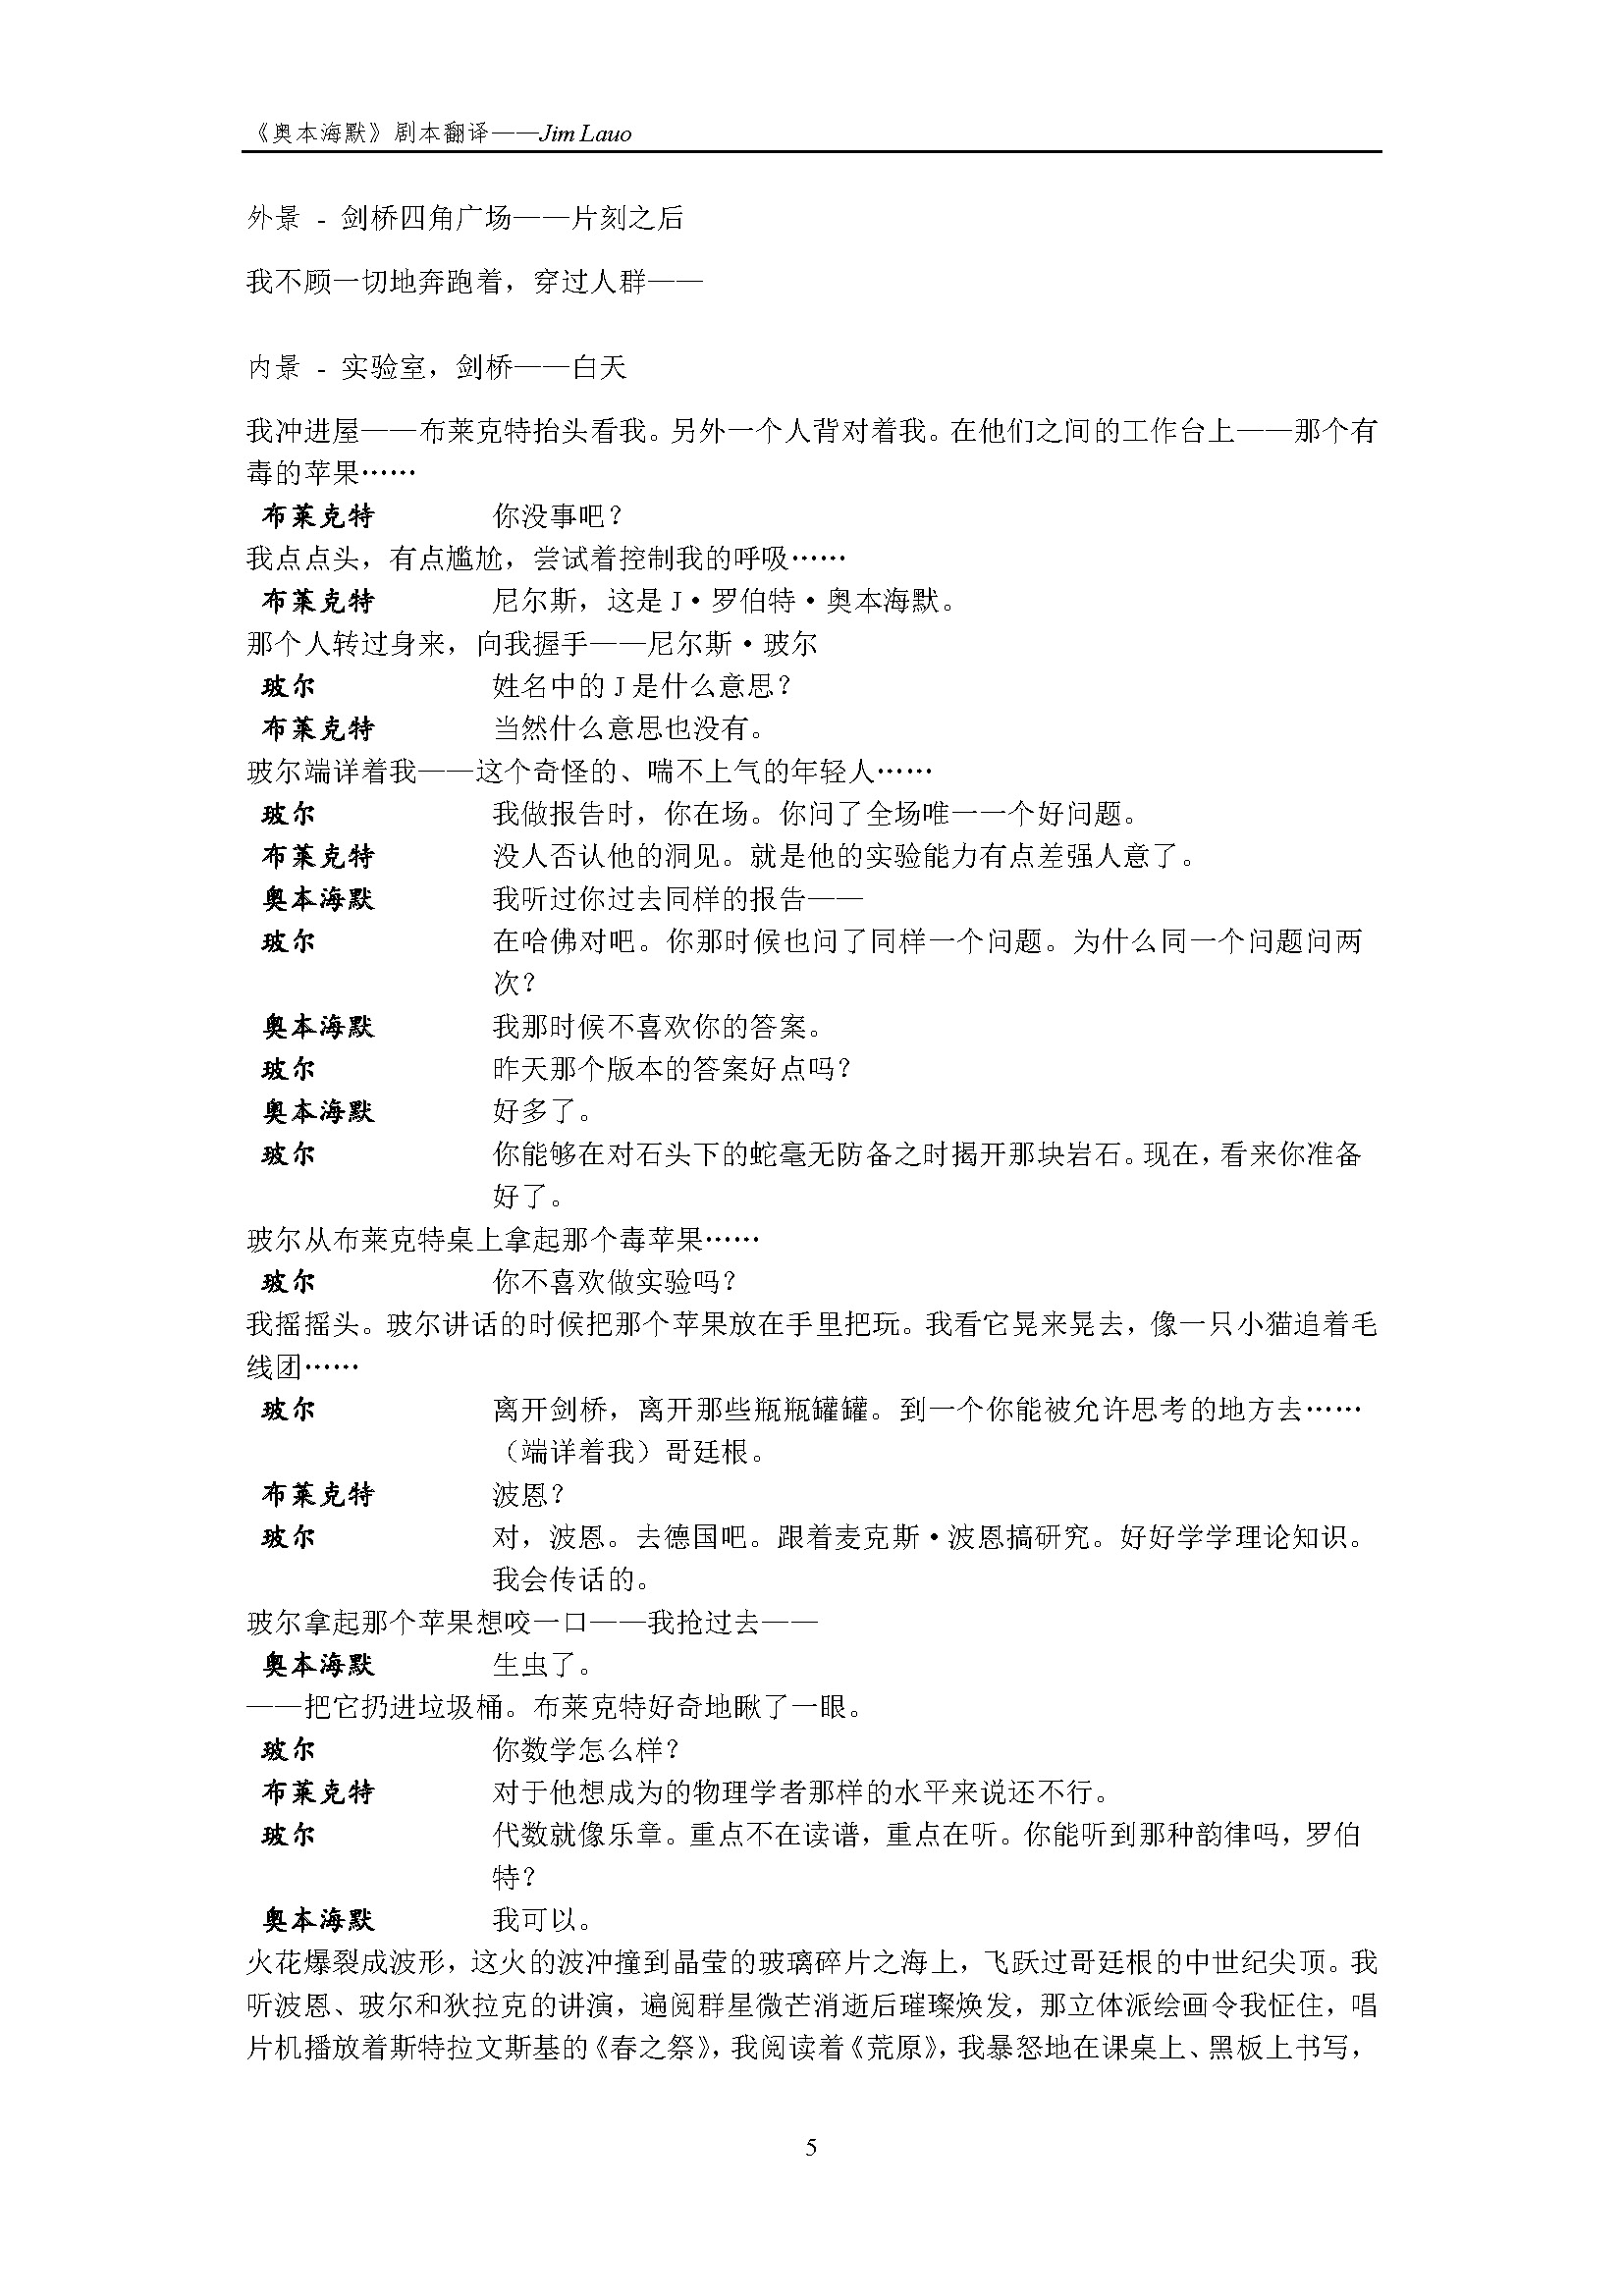 《奥本海默》剧本翻译——Jim Lauo
外景 - 剑桥四角广场——片刻之后
我不顾一切地奔跑着，穿过人群——
内景 - 实验室，剑桥——白天
我冲进屋——布莱克特抬头看我。另外一个人背对着我。在他们之间的工作台上——那个有
毒的苹果……
布莱克特 你没事吧？
我点点头，有点尴尬，尝试着控制我的呼吸……
布莱克特 尼尔斯，这是 J·罗伯特·奥本海默。
那个人转过身来，向我握手——尼尔斯·玻尔
玻尔 姓名中的 J 是什么意思？
布莱克特 当然什么意思也没有。
玻尔端详着我——这个奇怪的、喘不上气的年轻人……
玻尔 我做报告时，你在场。你问了全场唯一一个好问题。
布莱克特 没人否认他的洞见。就是他的实验能力有点差强人意了。
奥本海默 我听过你过去同样的报告——
玻尔 在哈佛对吧。你那时候也问了同样一个问题。为什么同一个问题问两
次？
奥本海默 我那时候不喜欢你的答案。
玻尔 昨天那个版本的答案好点吗？
奥本海默 好多了。
玻尔 你能够在对石头下的蛇毫无防备之时揭开那块岩石。现在，看来你准备
好了。
玻尔从布莱克特桌上拿起那个毒苹果……
玻尔 你不喜欢做实验吗？
我摇摇头。玻尔讲话的时候把那个苹果放在手里把玩。我看它晃来晃去，像一只小猫追着毛
线团……
玻尔 离开剑桥，离开那些瓶瓶罐罐。到一个你能被允许思考的地方去……
（端详着我）哥廷根。
布莱克特 波恩？
玻尔 对，波恩。去德国吧。跟着麦克斯·波恩搞研究。好好学学理论知识。
我会传话的。
玻尔拿起那个苹果想咬一口——我抢过去——
奥本海默 生虫了。
——把它扔进垃圾桶。布莱克特好奇地瞅了一眼。
玻尔 你数学怎么样？
布莱克特 对于他想成为的物理学者那样的水平来说还不行。
玻尔 代数就像乐章。重点不在读谱，重点在听。你能听到那种韵律吗，罗伯
特？
奥本海默 我可以。
火花爆裂成波形，这火的波冲撞到晶莹的玻璃碎片之海上，飞跃过哥廷根的中世纪尖顶。我
听波恩、玻尔和狄拉克的讲演，遍阅群星微芒消逝后璀璨焕发，那立体派绘画令我怔住，唱
片机播放着斯特拉文斯基的《春之祭》，我阅读着《荒原》，我暴怒地在课桌上、黑板上书写，
5